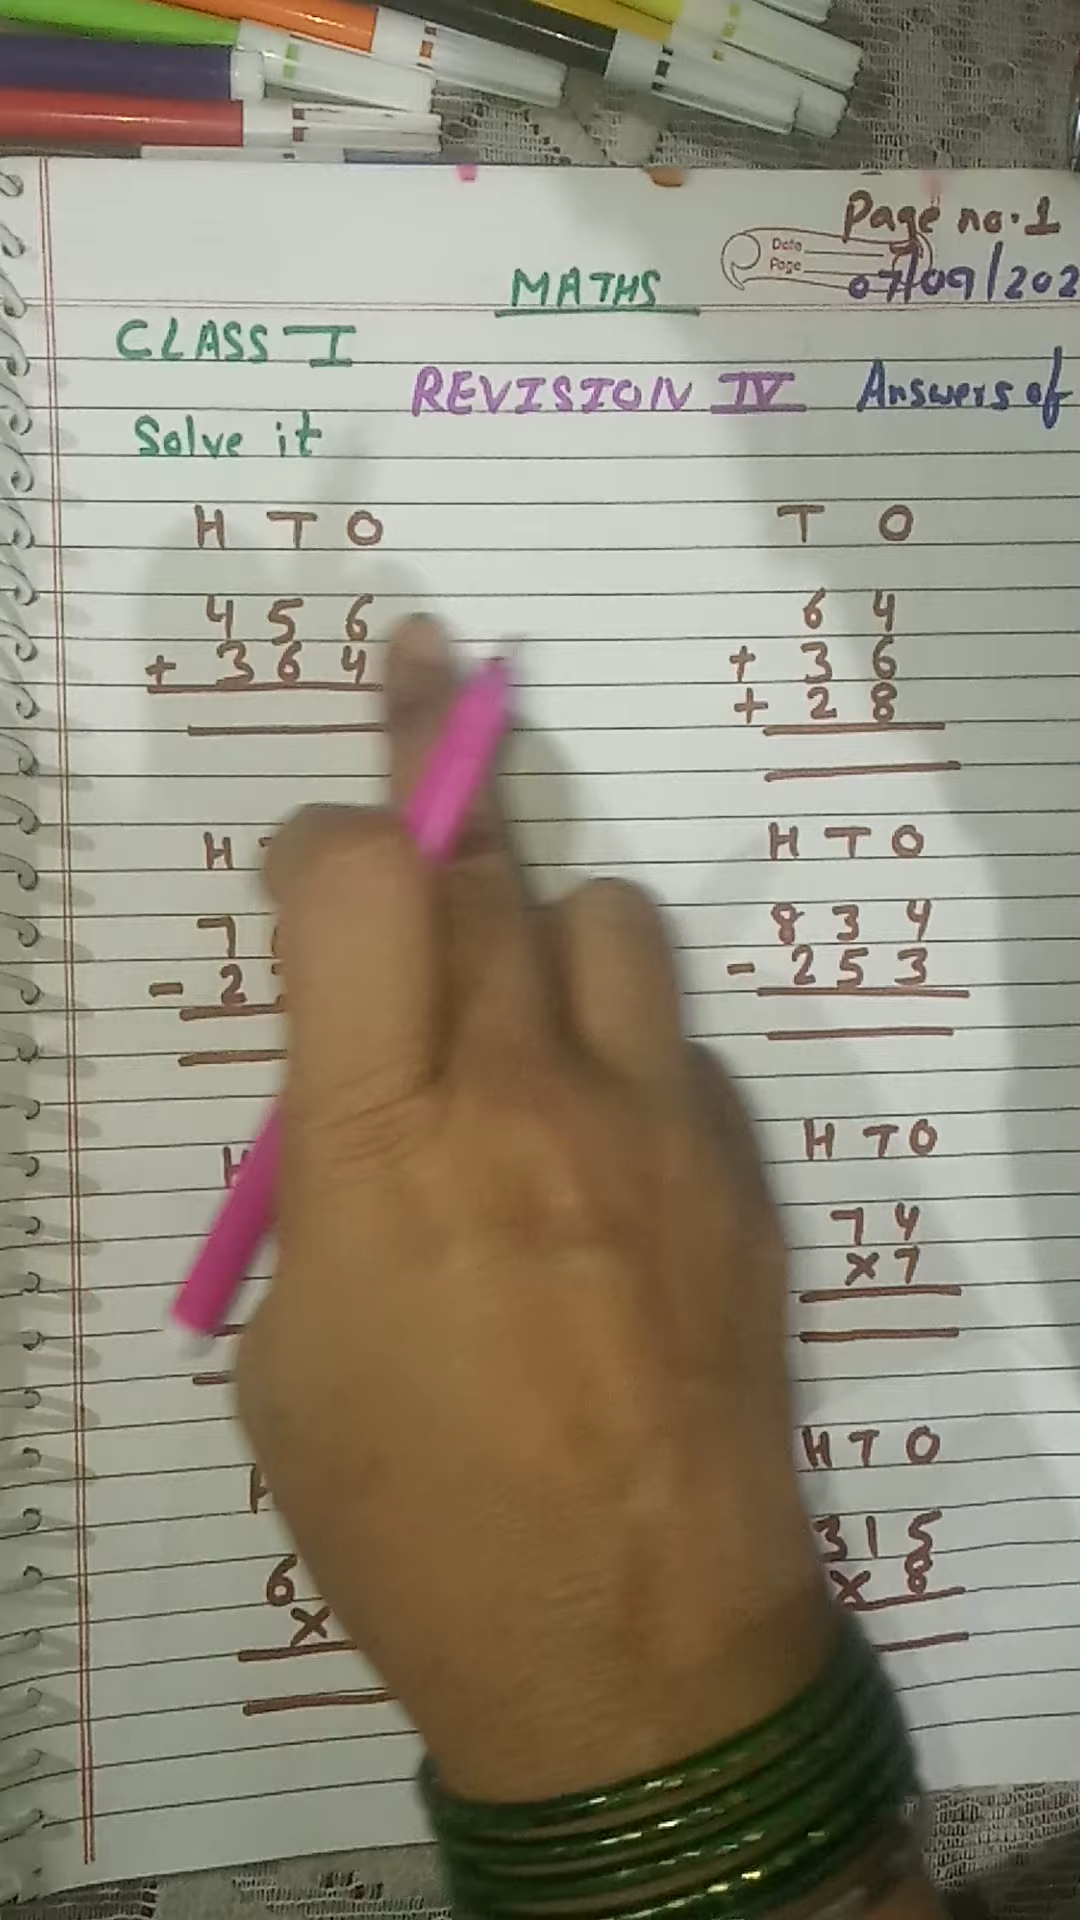 Page no. 1
Date
Page
07/09/202
MATHS
CLASS I
REVISION IV Answers of
Solve it
H T O
4 5 6
+ 3 6 4
T O
6 4
+ 3 6
+ 2 8
H
7
- 2
H T O
8 3 4
- 2 5 3
H T O
7 4
× 7
6
×
H T O
3 1 5
× 8